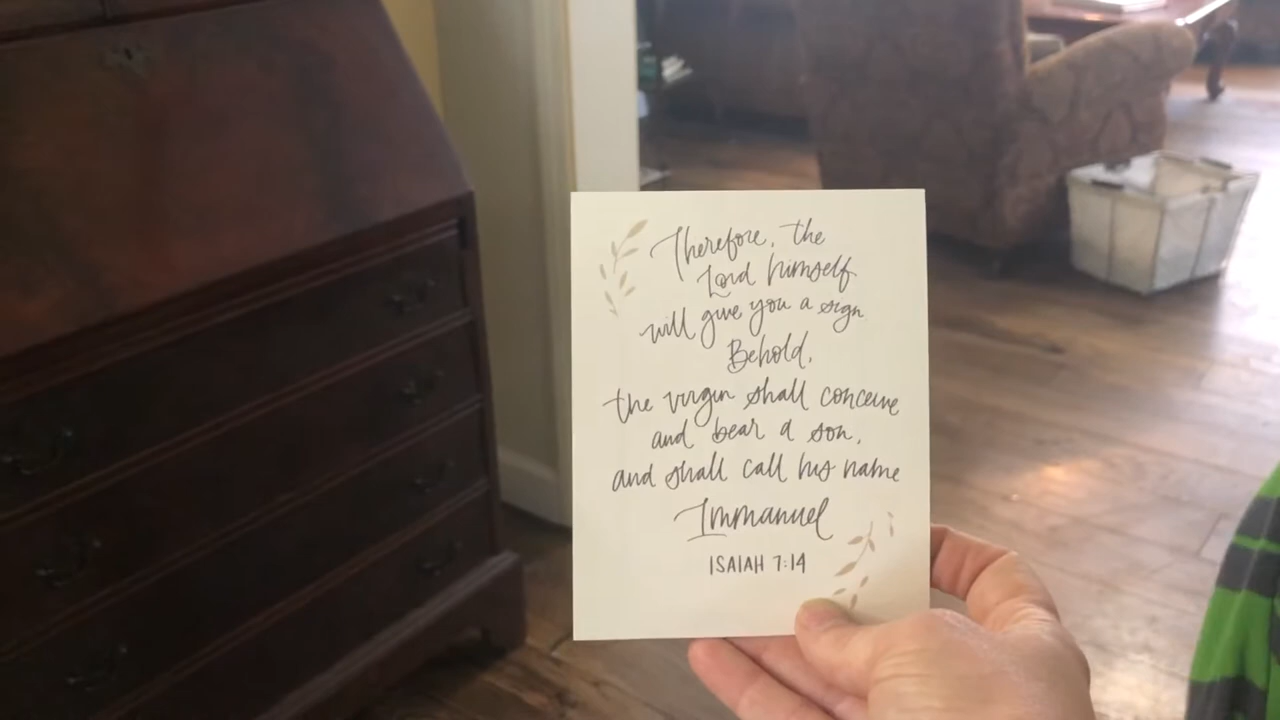 Therefore, the
Lord himself
will give you a sign
Behold,
the virgin shall conceive
and bear a son,
and shall call his name
Immanuel
ISAIAH 7:14